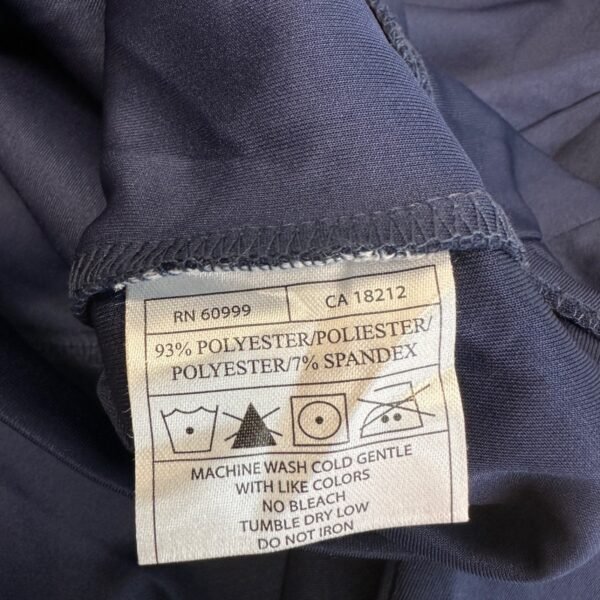 RN 60999 CA 18212
93% POLYESTER/POLIESTER/
POLYESTER/7% SPANDEX
MACHINE WASH COLD GENTLE
WITH LIKE COLORS
NO BLEACH
TUMBLE DRY LOW
DO NOT IRON